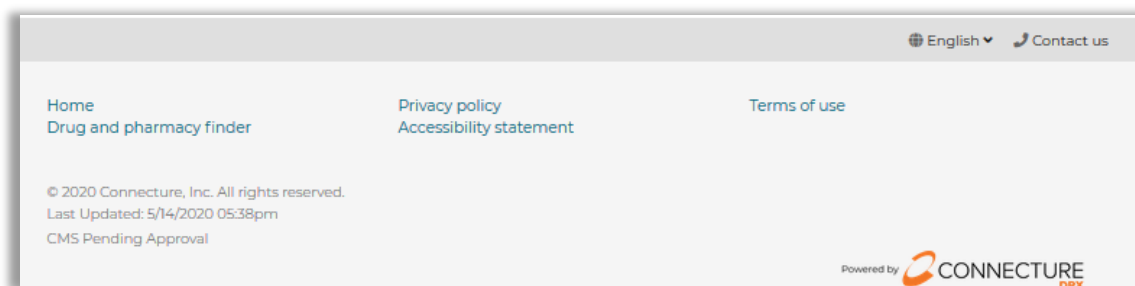 English Contact us
Home Privacy policy Terms of use
Drug and pharmacy finder Accessibility statement
© 2020 Connecture, Inc. All rights reserved.
Last Updated: 5/14/2020 05:38pm
CMS Pending Approval
Powered by CONNECTURE
DRX